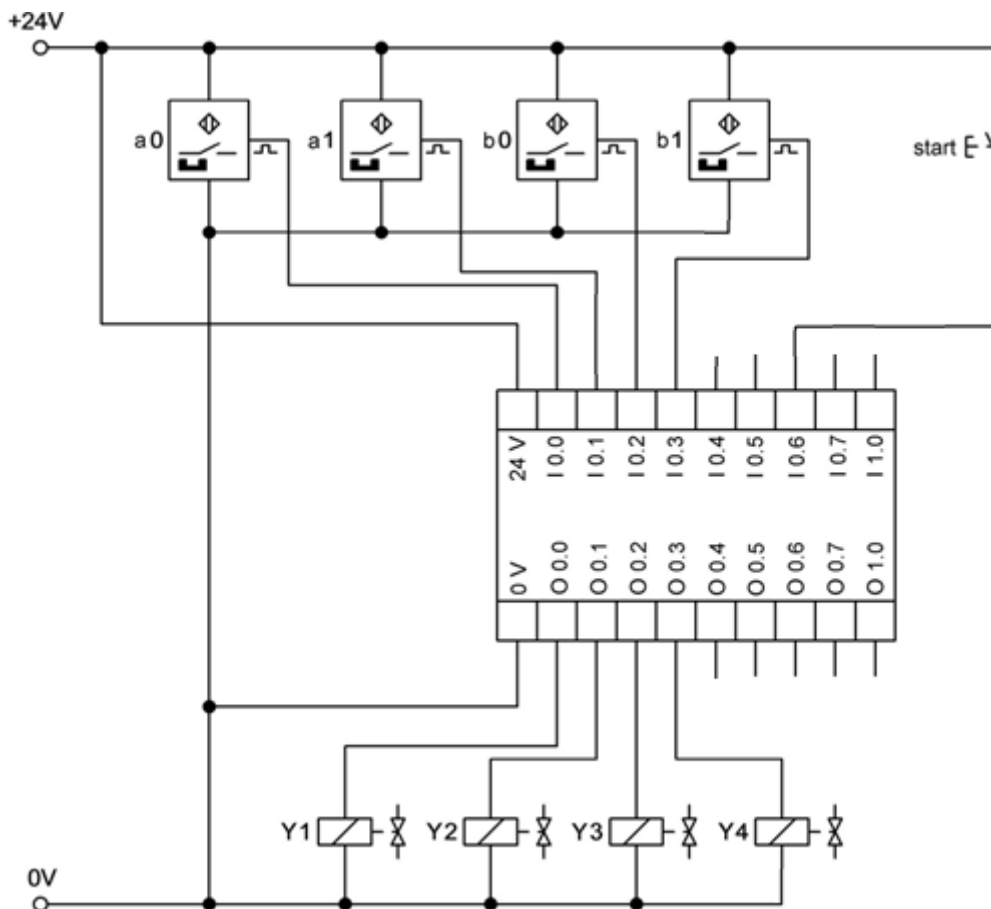 +24V
a0
a1
b0
b1
start
24 V
I 0.0
I 0.1
I 0.2
I 0.3
I 0.4
I 0.5
I 0.6
I 0.7
I 1.0
0 V
O 0.0
O 0.1
O 0.2
O 0.3
O 0.4
O 0.5
O 0.6
O 0.7
O 1.0
Y1
Y2
Y3
Y4
0V